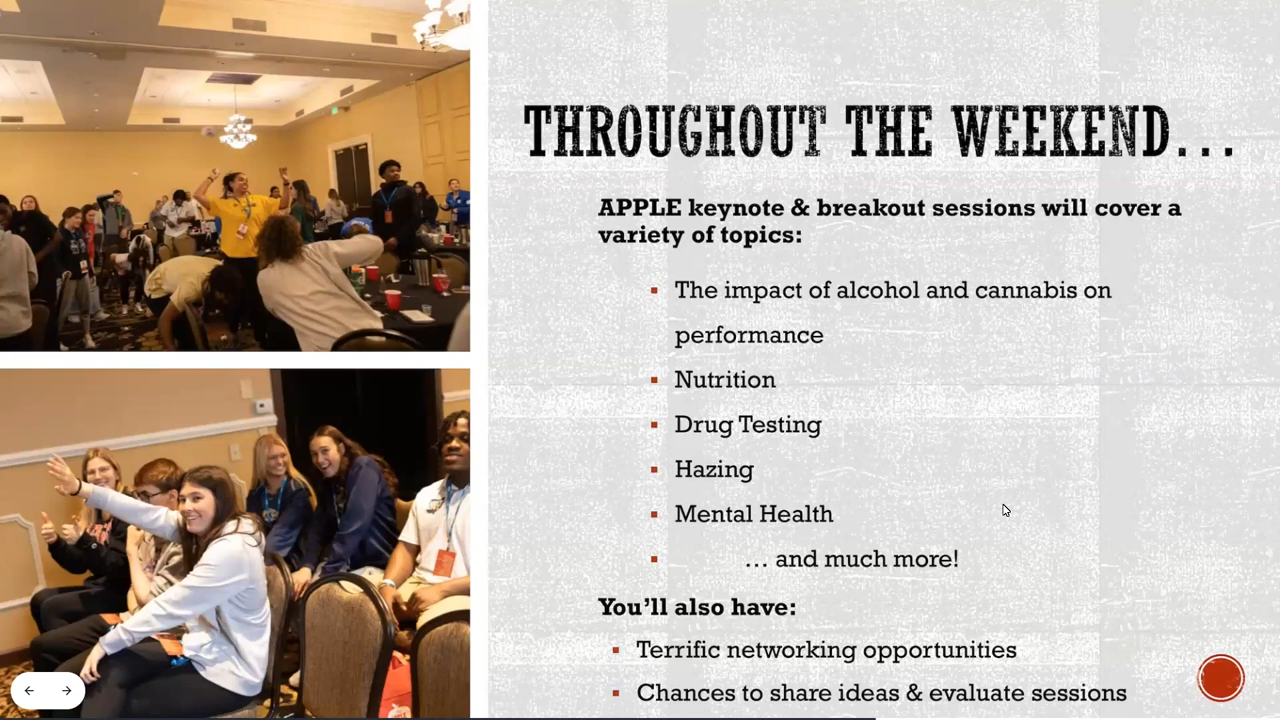 THROUGHOUT THE WEEKEND...
APPLE keynote & breakout sessions will cover a
variety of topics:
The impact of alcohol and cannabis on
performance
Nutrition
Drug Testing
Hazing
Mental Health
... and much more!
You'll also have:
Terrific networking opportunities
Chances to share ideas & evaluate sessions